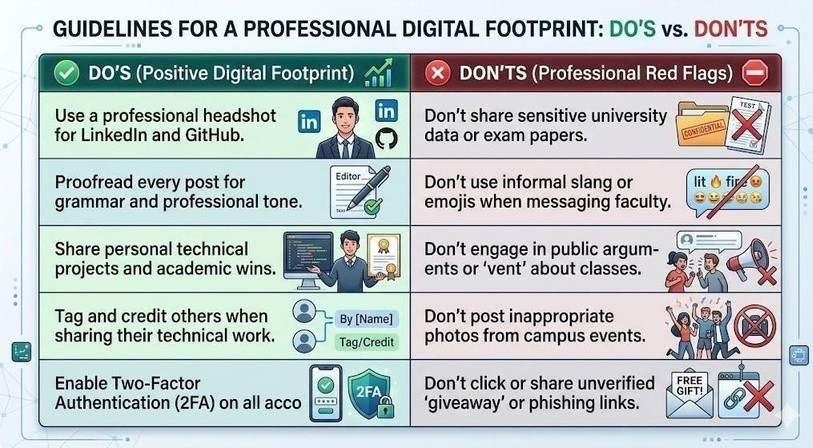 GUIDELINES FOR A PROFESSIONAL DIGITAL FOOTPRINT: DO'S vs. DON'TS
DO'S (Positive Digital Footprint)
DON'TS (Professional Red Flags)
Use a professional headshot
for LinkedIn and GitHub.
in
in
Don't share sensitive university
data or exam papers.
CONFIDENTIAL
TEST
Proofread every post for
grammar and professional tone.
Editor
Don't use informal slang or
emojis when messaging faculty.
lit 🔥 fire 😡
Share personal technical
projects and academic wins.
Don't engage in public argum-
ents or 'vent' about classes.
Tag and credit others when
sharing their technical work.
By [Name]
Tag/Credit
Don't post inappropriate
photos from campus events.
Enable Two-Factor
Authentication (2FA) on all acco
2FA
Don't click or share unverified
'giveaway' or phishing links.
FREE
GIFT!